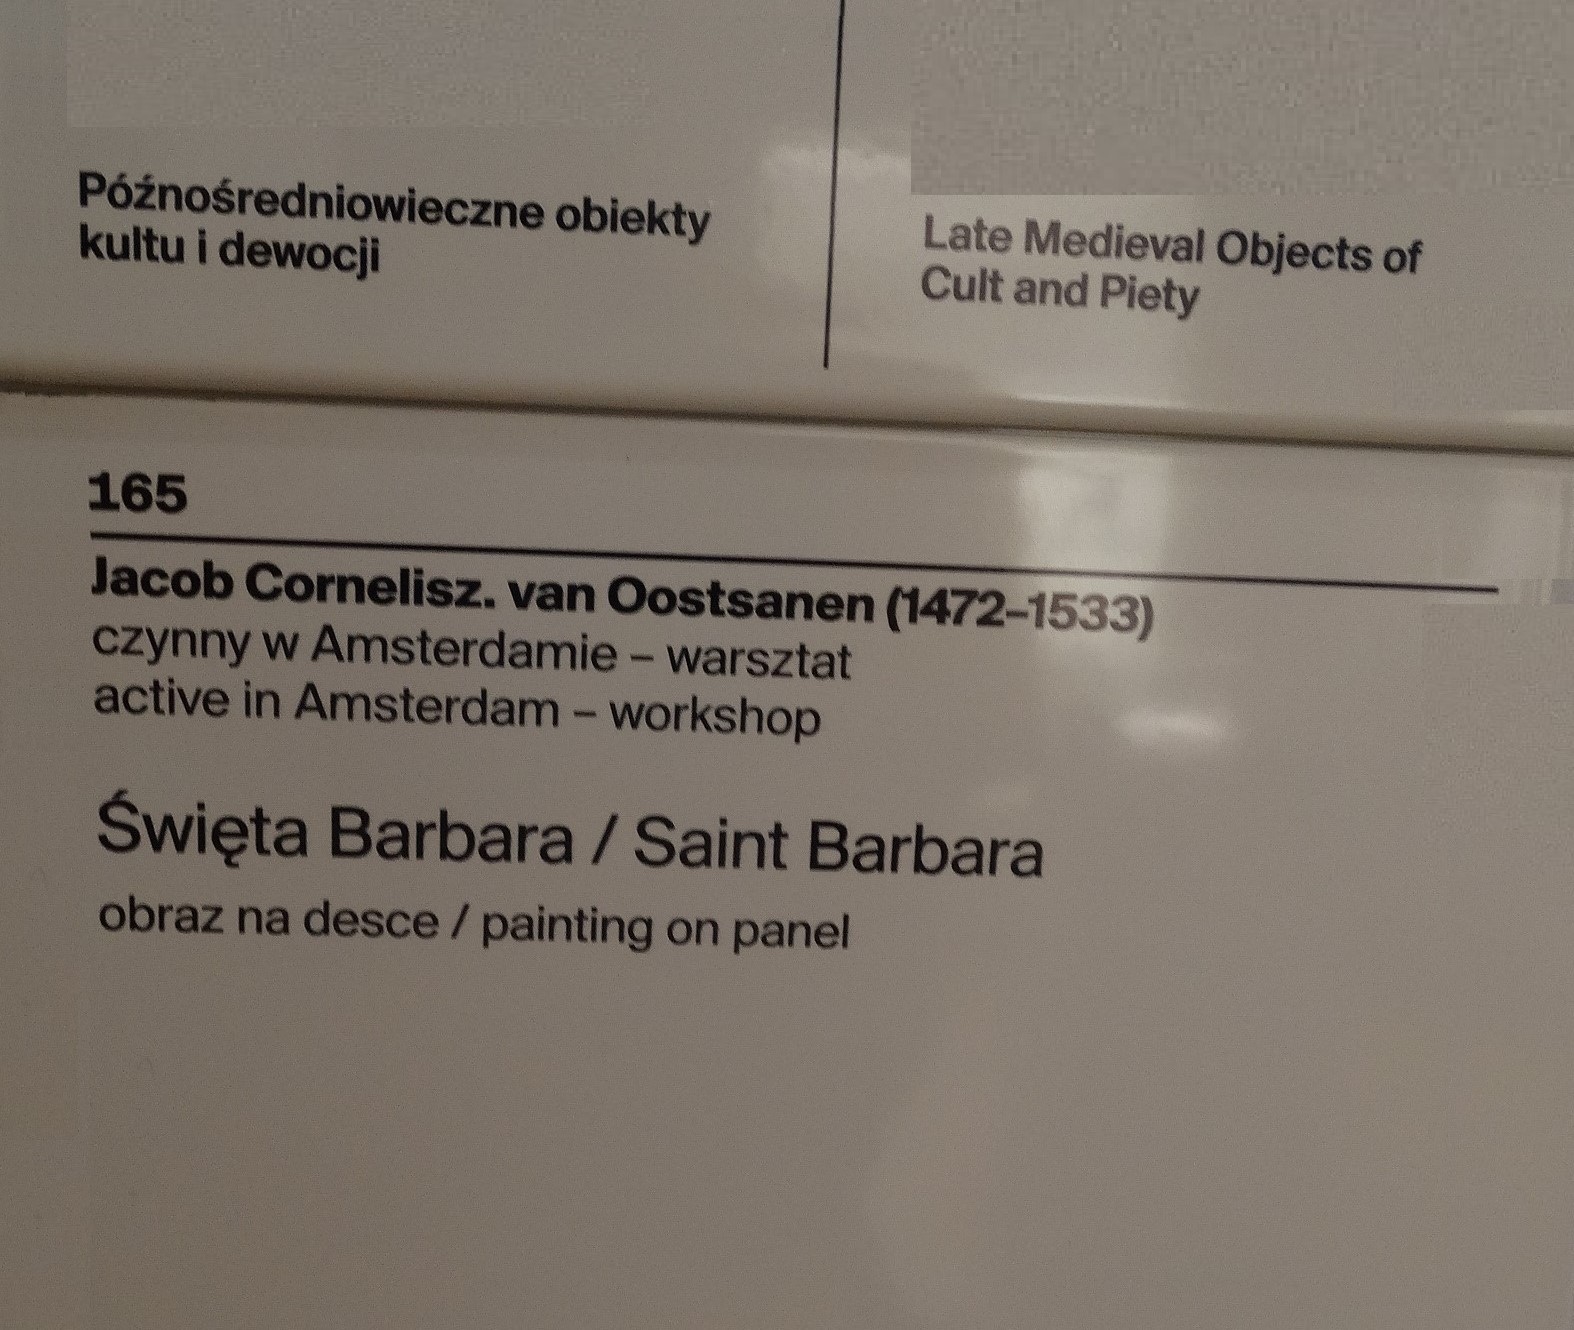 Późnośredniowieczne obiekty
kultu i dewocji
Late Medieval Objects of
Cult and Piety
165
Jacob Cornelisz. van Oostsanen (1472–1533)
czynny w Amsterdamie – warsztat
active in Amsterdam – workshop
Święta Barbara / Saint Barbara
obraz na desce / painting on panel